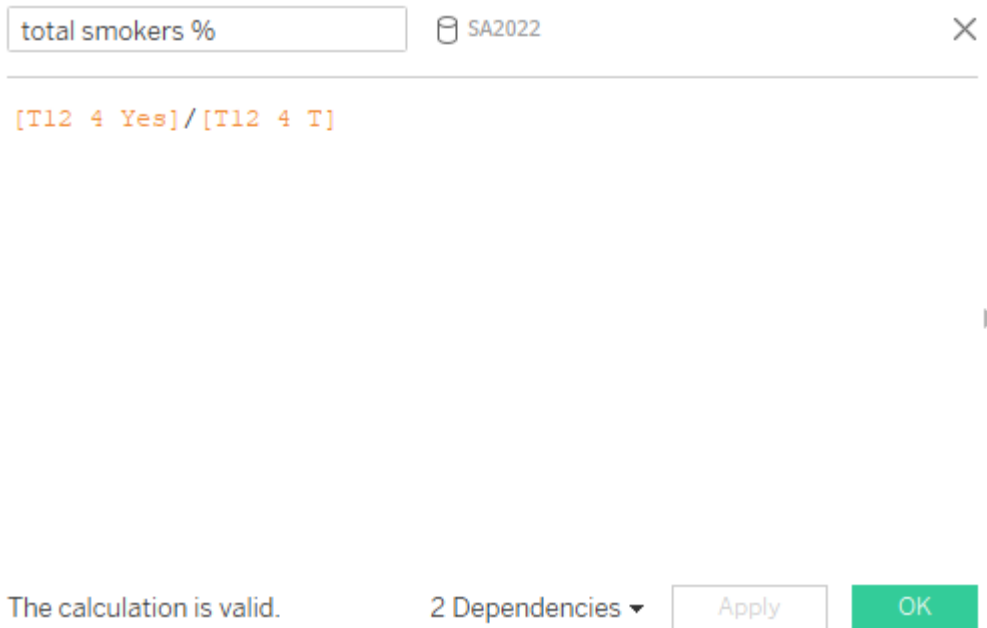 total smokers %
SA2022
[T12 4 Yes]/[T12 4 T]
The calculation is valid.
2 Dependencies
Apply
OK